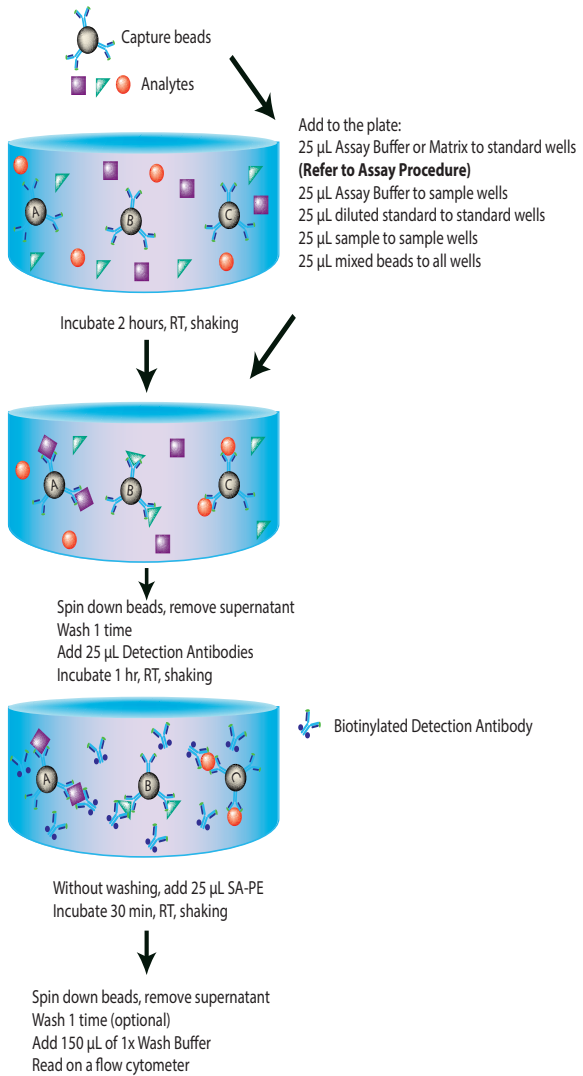 Capture beads
Analytes
Add to the plate:
25 µL Assay Buffer or Matrix to standard wells
(Refer to Assay Procedure)
25 µL Assay Buffer to sample wells
25 µL diluted standard to standard wells
25 µL sample to sample wells
25 µL mixed beads to all wells
A
B
C
Incubate 2 hours, RT, shaking
A
B
C
Spin down beads, remove supernatant
Wash 1 time
Add 25 µL Detection Antibodies
Incubate 1 hr, RT, shaking
Biotinylated Detection Antibody
A
B
C
Without washing, add 25 µL SA-PE
Incubate 30 min, RT, shaking
Spin down beads, remove supernatant
Wash 1 time (optional)
Add 150 µL of 1x Wash Buffer
Read on a flow cytometer